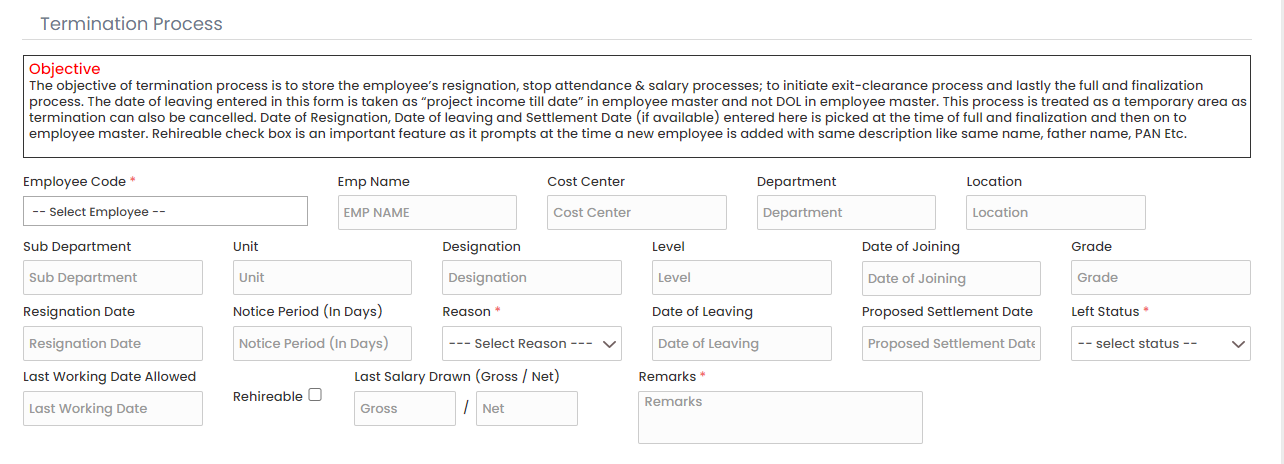 Termination Process
Objective
The objective of termination process is to store the employee's resignation, stop attendance & salary processes; to initiate exit-clearance process and lastly the full and finalization
process. The date of leaving entered in this form is taken as “project income till date” in employee master and not DOL in employee master. This process is treated as a temporary area as
termination can also be cancelled. Date of Resignation, Date of leaving and Settlement Date (if available) entered here is picked at the time of full and finalization and then on to
employee master. Rehireable check box is an important feature as it prompts at the time a new employee is added with same description like same name, father name, PAN Etc.
Employee Code * Emp Name Cost Center Department Location
-- Select Employee -- EMP NAME Cost Center Department Location
Sub Department Unit Designation Level Date of Joining Grade
Sub Department Unit Designation Level Date of Joining Grade
Resignation Date Notice Period (In Days) Reason * Date of Leaving Proposed Settlement Date Left Status *
Resignation Date Notice Period (In Days) --- Select Reason --- Date of Leaving Proposed Settlement Date -- select status --
Last Working Date Allowed Rehireable Last Salary Drawn (Gross / Net) Remarks *
Last Working Date Gross / Net Remarks